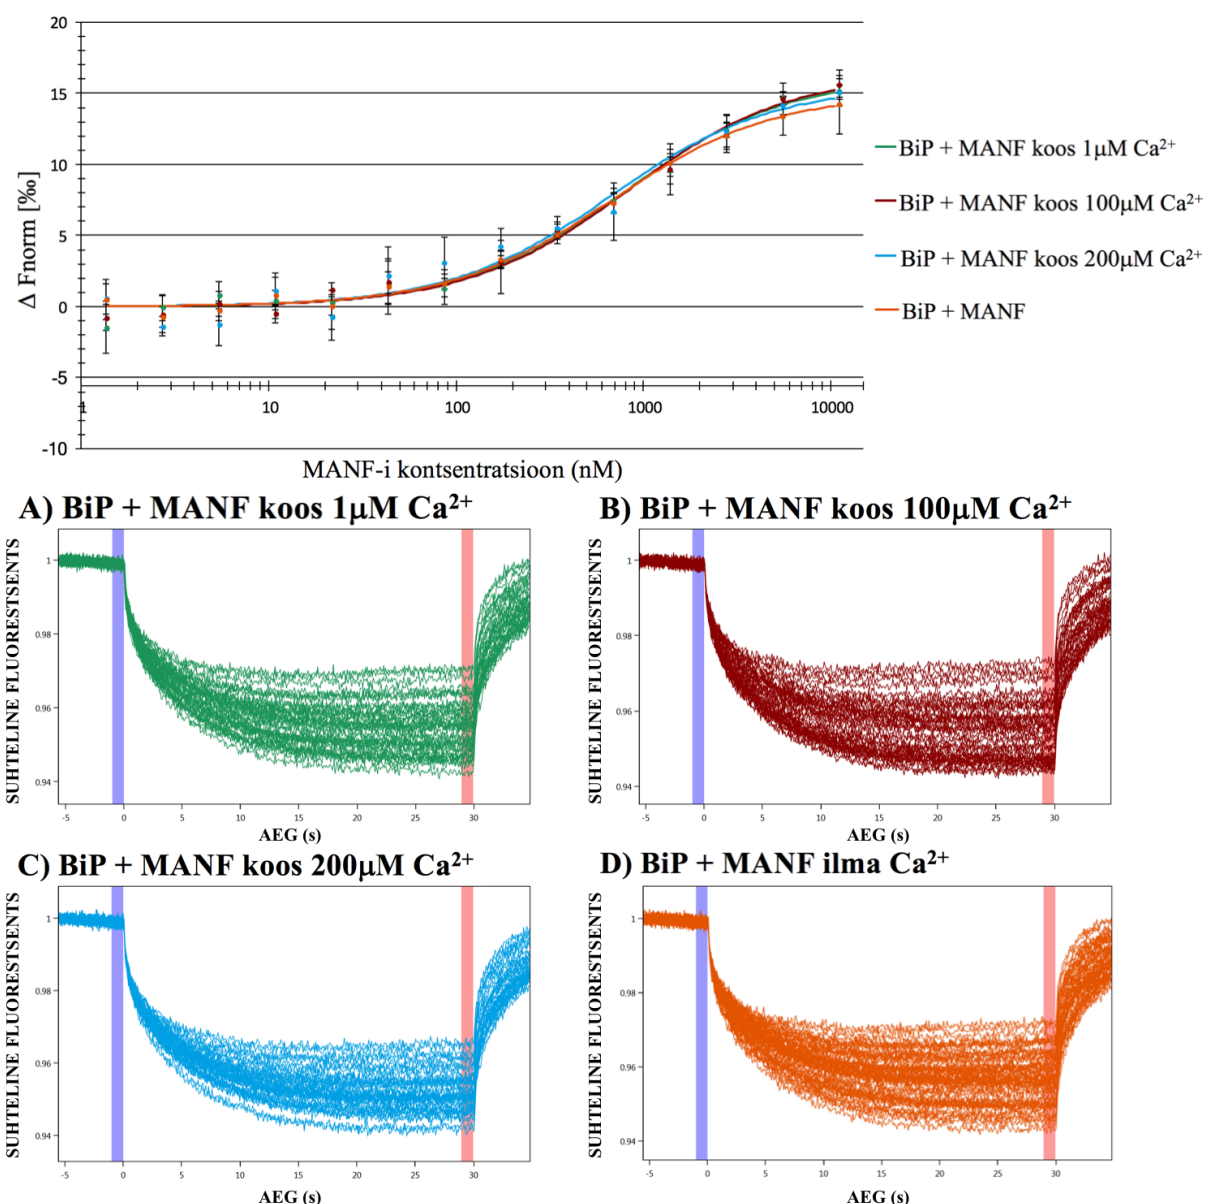 20
15
10
5
0
-5
-10
Δ Fnorm [‰]
1
10
100
1000
10000
MANF-i kontsentratsioon (nM)
BiP + MANF koos 1μM Ca²⁺
BiP + MANF koos 100μM Ca²⁺
BiP + MANF koos 200μM Ca²⁺
BiP + MANF
A) BiP + MANF koos 1μM Ca²⁺
SUHTELINE FLUORESTSENTS
1
0.98
0.96
0.94
-5 0 5 10 15 20 25 30
AEG (s)
B) BiP + MANF koos 100μM Ca²⁺
SUHTELINE FLUORESTSENTS
1
0.98
0.96
0.94
-5 0 5 10 15 20 25 30
AEG (s)
C) BiP + MANF koos 200μM Ca²⁺
SUHTELINE FLUORESTSENTS
1
0.98
0.96
0.94
-5 0 5 10 15 20 25 30
AEG (s)
D) BiP + MANF ilma Ca²⁺
SUHTELINE FLUORESTSENTS
1
0.98
0.96
0.94
-5 0 5 10 15 20 25 30
AEG (s)